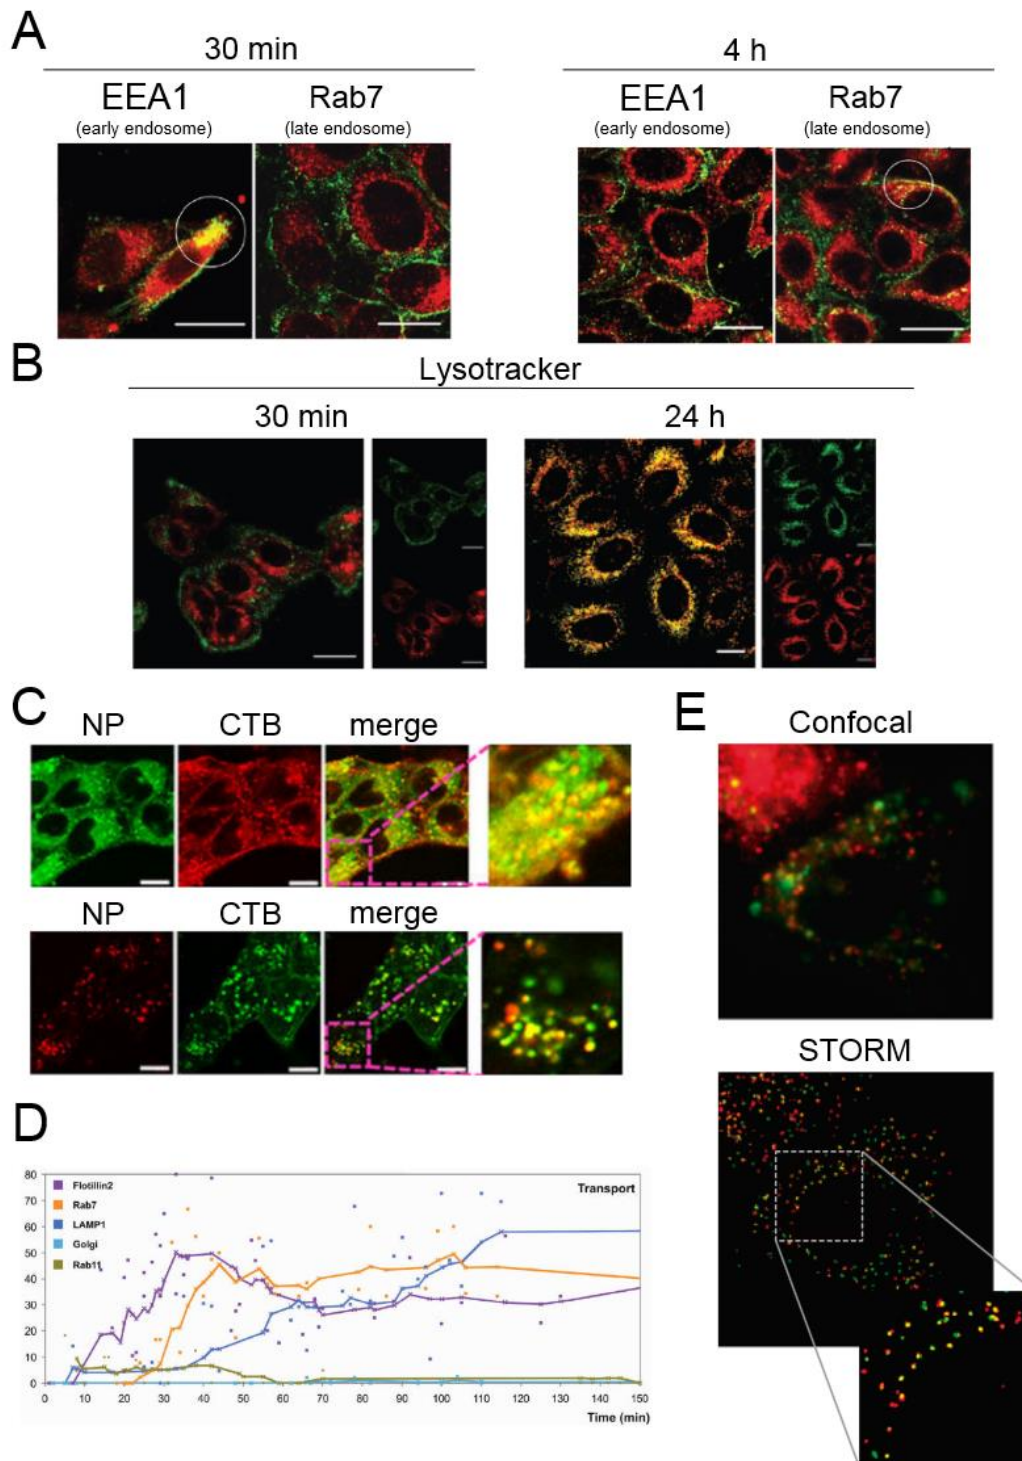 A
30 min
4 h
EEA1
(early endosome)
Rab7
(late endosome)
EEA1
(early endosome)
Rab7
(late endosome)
B
Lysotracker
30 min
24 h
C
NP
CTB
merge
NP
CTB
merge
D
80
70
60
50
40
30
20
10
0
Flotillin2
Rab7
LAMP1
Golgi
Rab11
Transport
0 10 20 30 40 50 60 70 80 90 100 110 120 130 140 150
Time (min)
E
Confocal
STORM